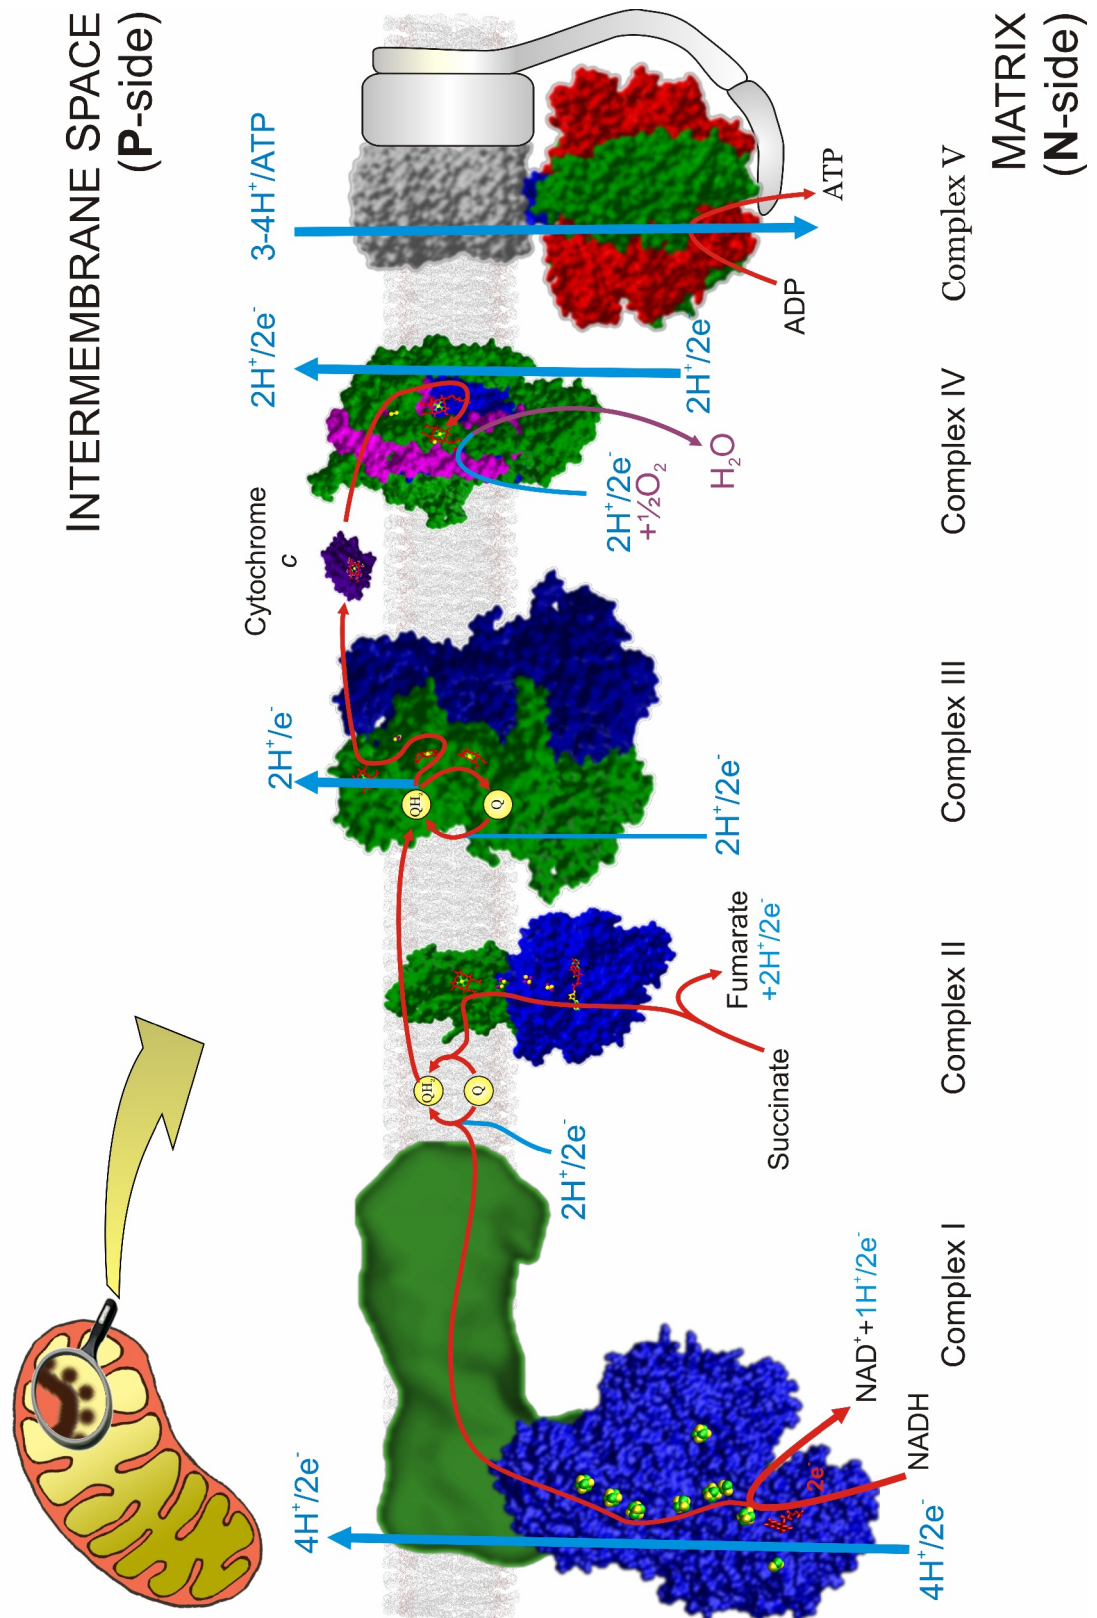 INTERMEMBRANE SPACE
(P-side)
4H⁺/2e⁻
2H⁺/e⁻
Cytochrome
c
2H⁺/2e⁻
3-4H⁺/ATP
QH₂
Q
2H⁺/2e⁻
QH₂
Q
2e⁻
4H⁺/2e⁻
NADH
NAD⁺+1H⁺/2e⁻
Succinate
Fumarate
+2H⁺/2e⁻
2H⁺/2e⁻
2H⁺/2e⁻
+½O₂
H₂O
2H⁺/2e⁻
ADP
ATP
Complex I
Complex II
Complex III
Complex IV
Complex V
MATRIX
(N-side)